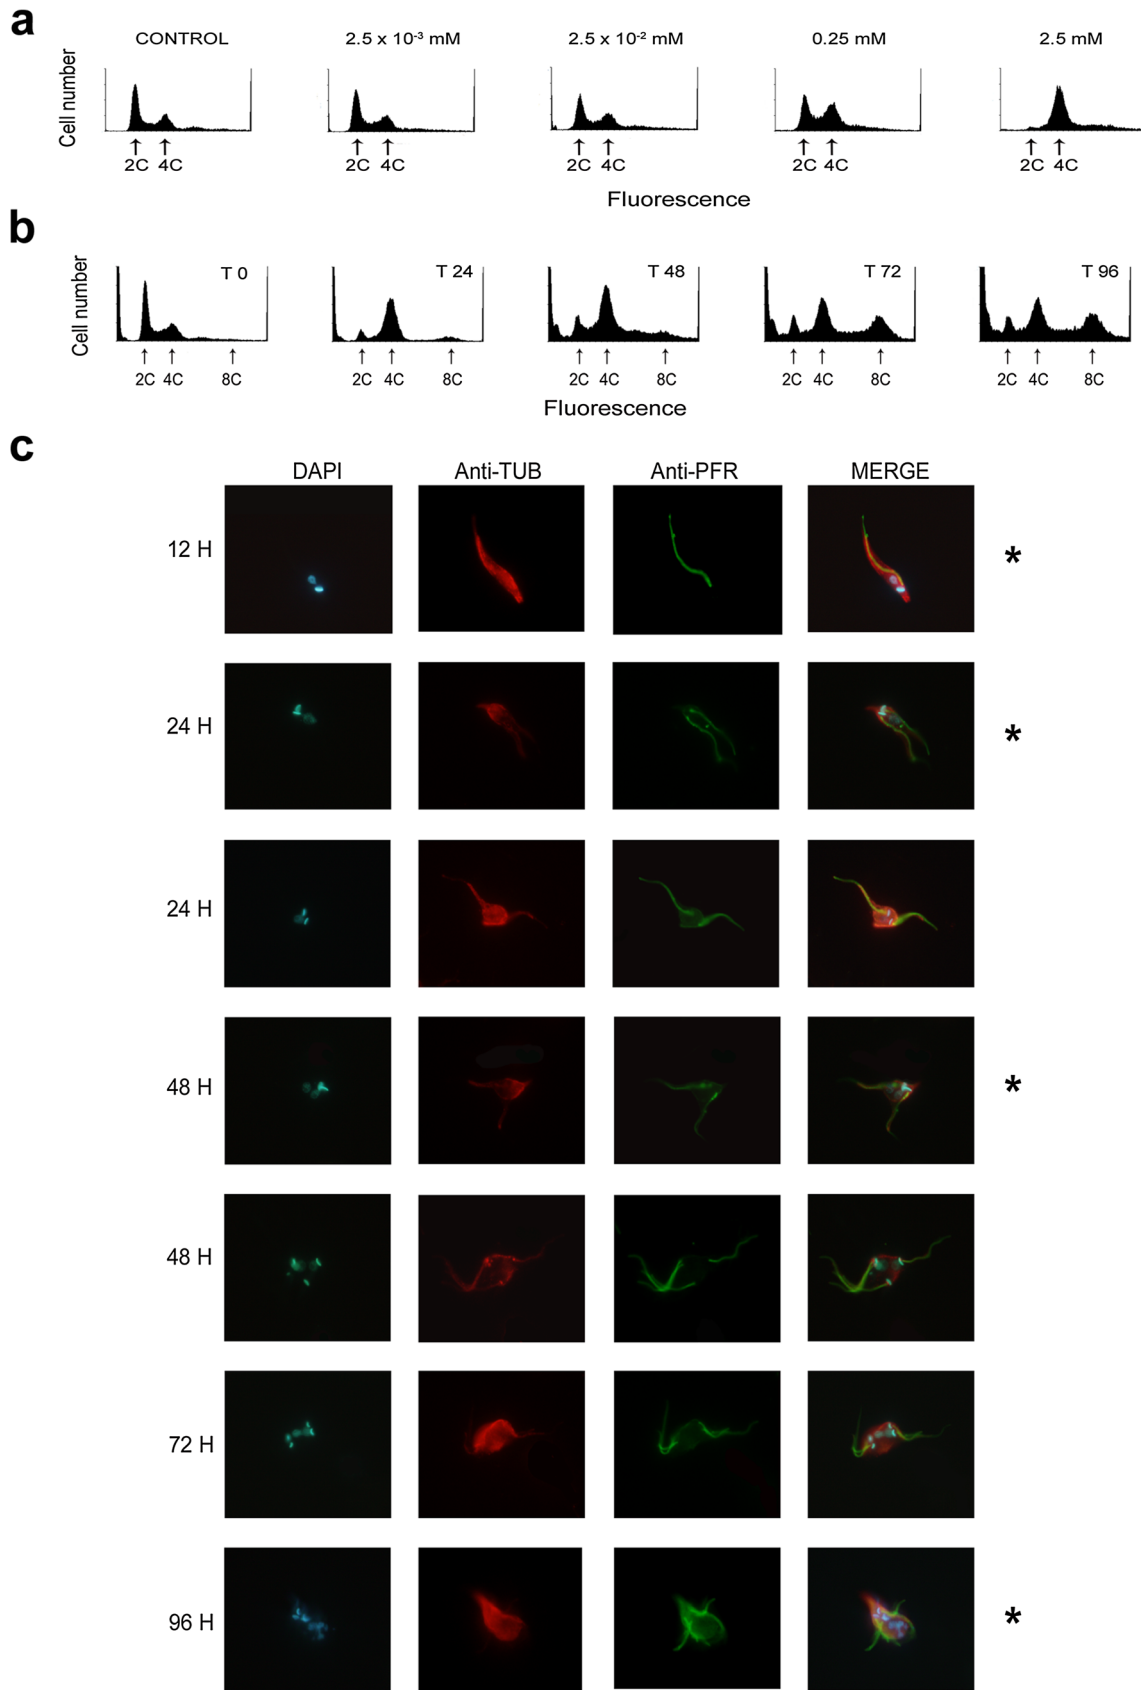 a
CONTROL 2.5 x 10⁻³ mM 2.5 x 10⁻² mM 0.25 mM 2.5 mM
Cell number
2C 4C 2C 4C 2C 4C 2C 4C 2C 4C
Fluorescence
b
T 0 T 24 T 48 T 72 T 96
Cell number
2C 4C 8C 2C 4C 8C 2C 4C 8C 2C 4C 8C 2C 4C 8C
Fluorescence
c
DAPI Anti-TUB Anti-PFR MERGE
12 H *
24 H *
24 H
48 H *
48 H
72 H
96 H *